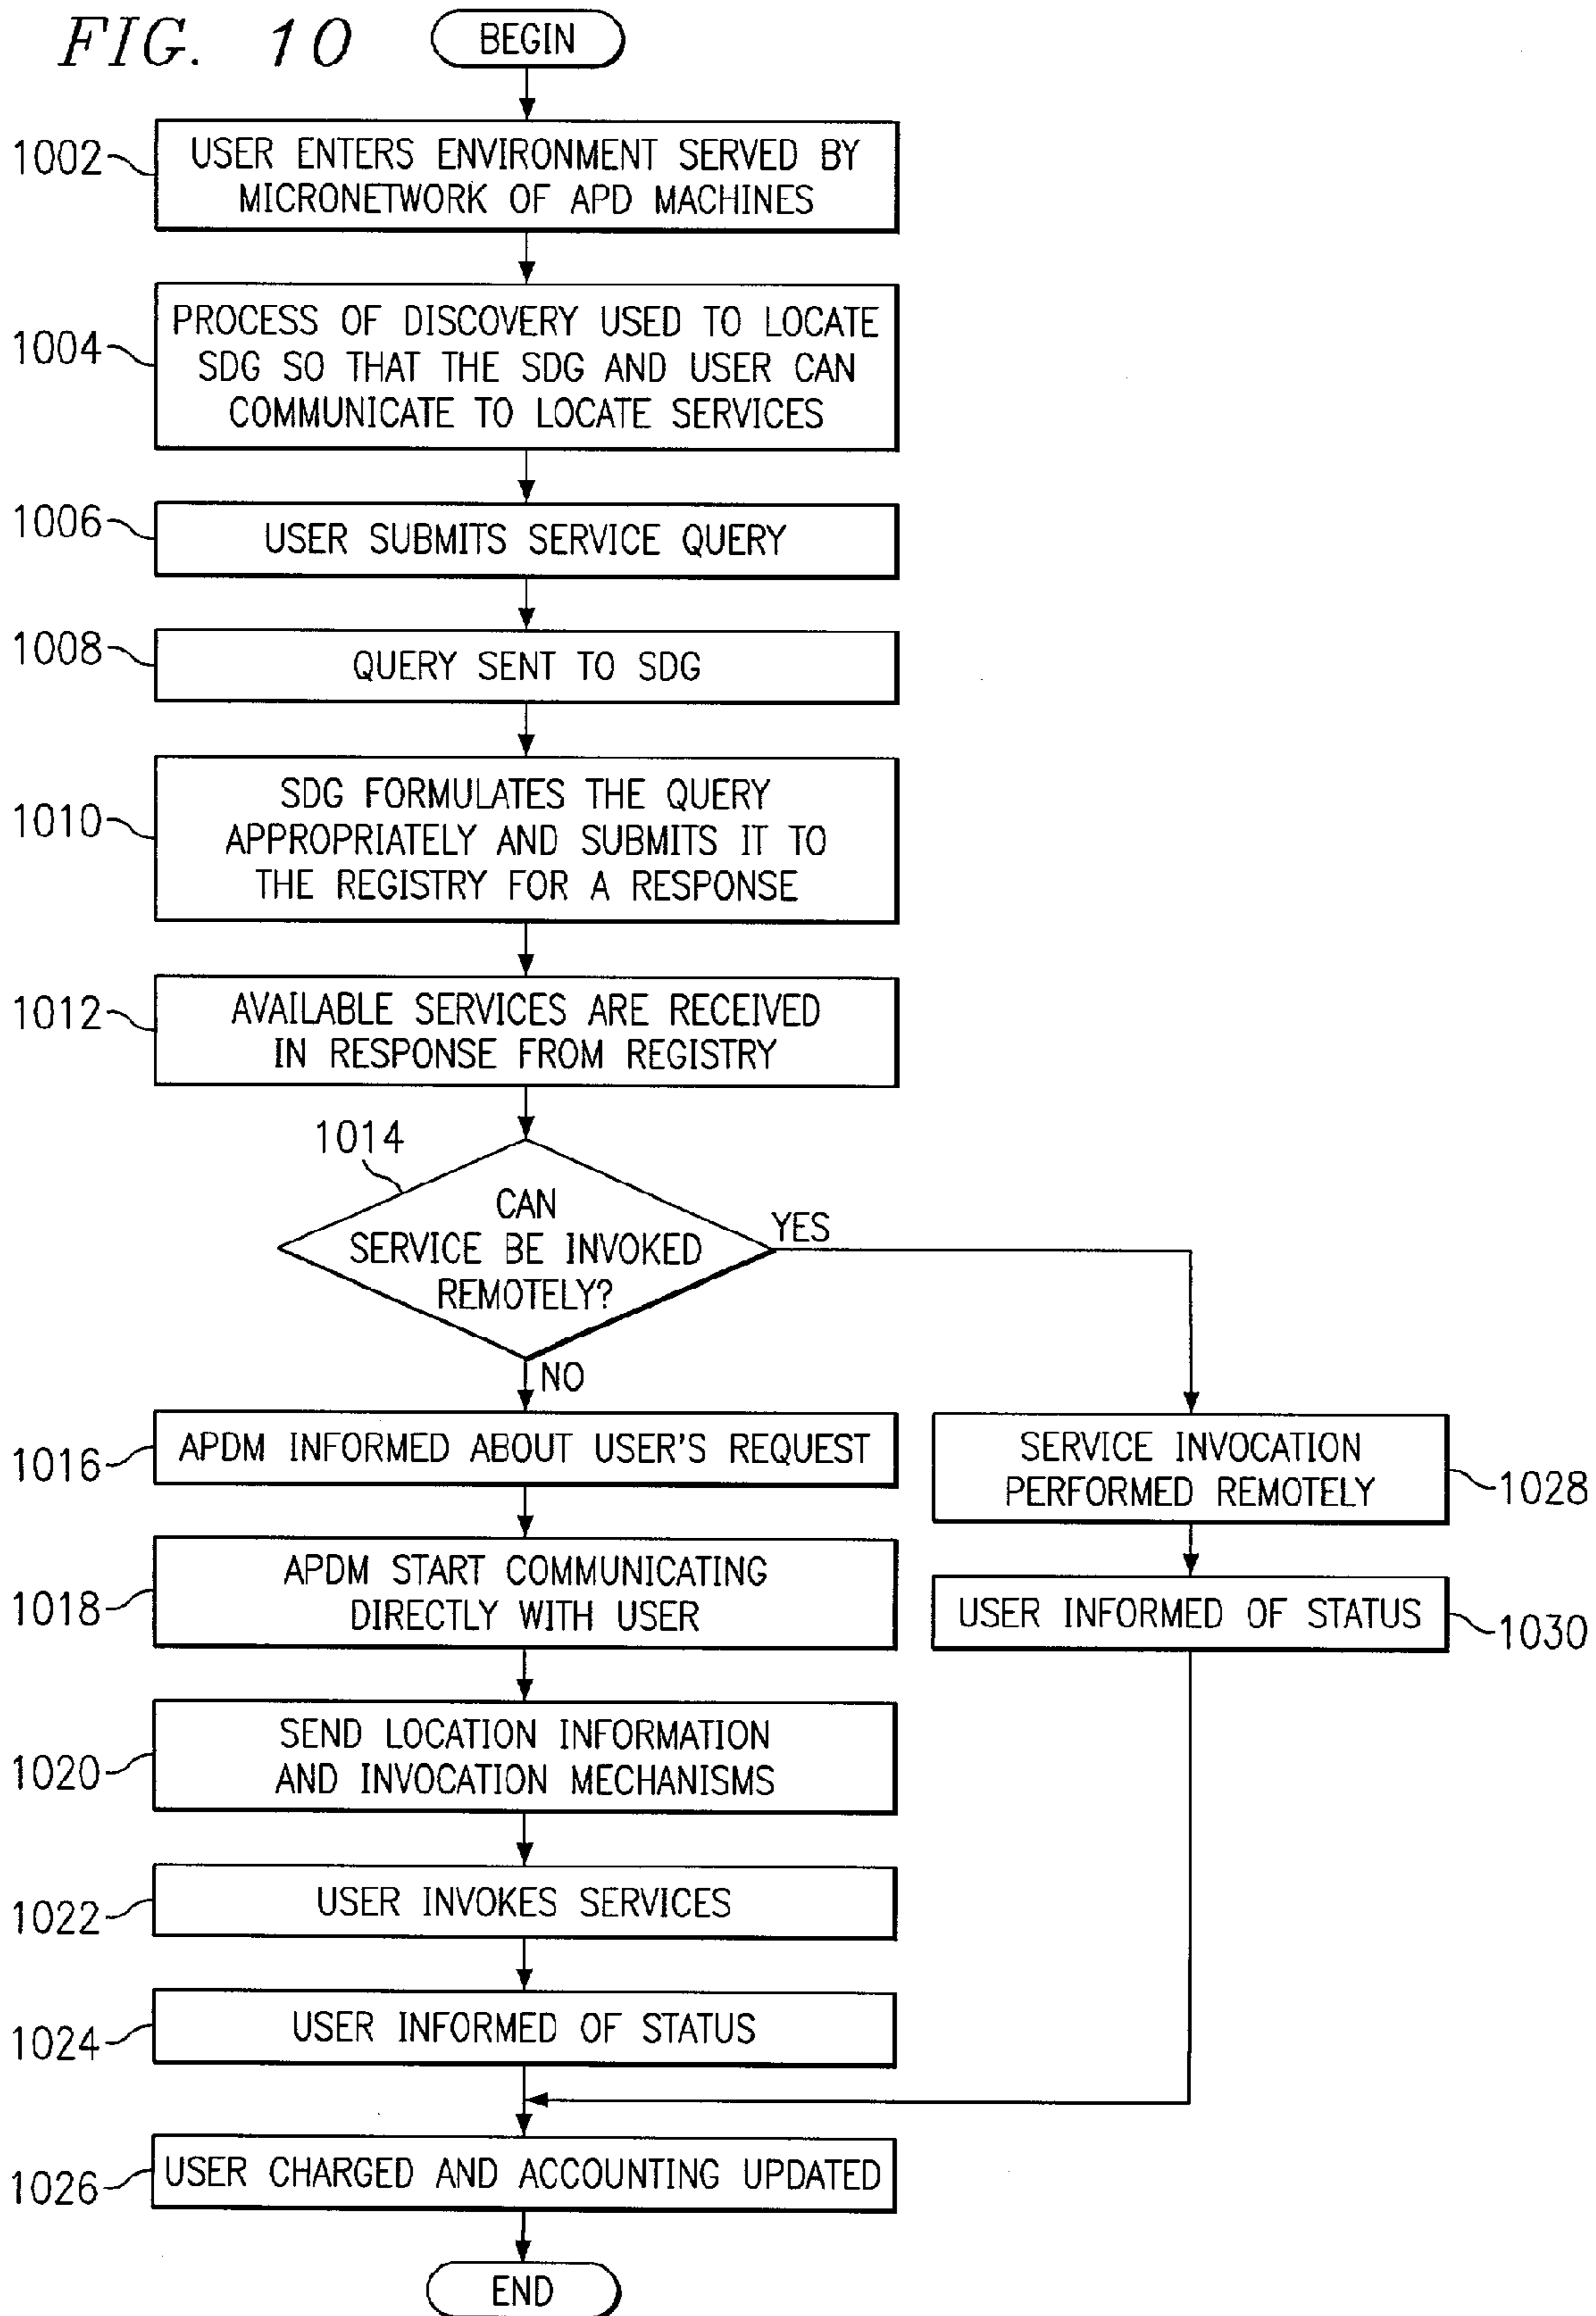 FIG. 10
BEGIN
1002
USER ENTERS ENVIRONMENT SERVED BY
MICRONETWORK OF APD MACHINES
1004
PROCESS OF DISCOVERY USED TO LOCATE
SDG SO THAT THE SDG AND USER CAN
COMMUNICATE TO LOCATE SERVICES
1006
USER SUBMITS SERVICE QUERY
1008
QUERY SENT TO SDG
1010
SDG FORMULATES THE QUERY
APPROPRIATELY AND SUBMITS IT TO
THE REGISTRY FOR A RESPONSE
1012
AVAILABLE SERVICES ARE RECEIVED
IN RESPONSE FROM REGISTRY
1014
CAN
SERVICE BE INVOKED
REMOTELY?
YES
NO
1016
APDM INFORMED ABOUT USER'S REQUEST
SERVICE INVOCATION
PERFORMED REMOTELY
1028
1018
APDM START COMMUNICATING
DIRECTLY WITH USER
USER INFORMED OF STATUS
1030
1020
SEND LOCATION INFORMATION
AND INVOCATION MECHANISMS
1022
USER INVOKES SERVICES
1024
USER INFORMED OF STATUS
1026
USER CHARGED AND ACCOUNTING UPDATED
END